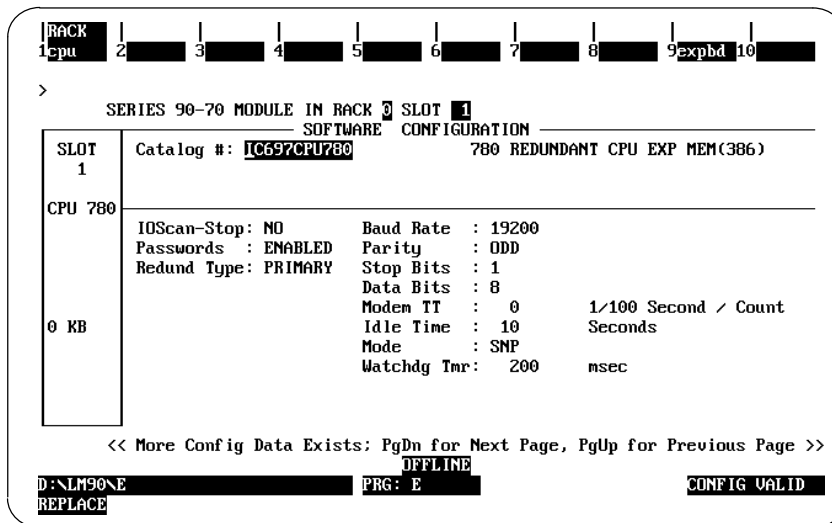 RACK
1cpu 2 3 4 5 6 7 8 9expbd 10
>
SERIES 90-70 MODULE IN RACK 0 SLOT 1
SOFTWARE CONFIGURATION
SLOT Catalog #: IC697CPU780 780 REDUNDANT CPU EXP MEM(386)
1
CPU 780
IOScan-Stop: NO Baud Rate : 19200
Passwords : ENABLED Parity : ODD
Redund Type: PRIMARY Stop Bits : 1
Data Bits : 8
Modem TT : 0 1/100 Second / Count
0 KB Idle Time : 10 Seconds
Mode : SNP
Watchdg Tmr: 200 msec
<< More Config Data Exists; PgDn for Next Page, PgUp for Previous Page >>
OFFLINE
D:\LM90\E PRG: E CONFIG VALID
REPLACE